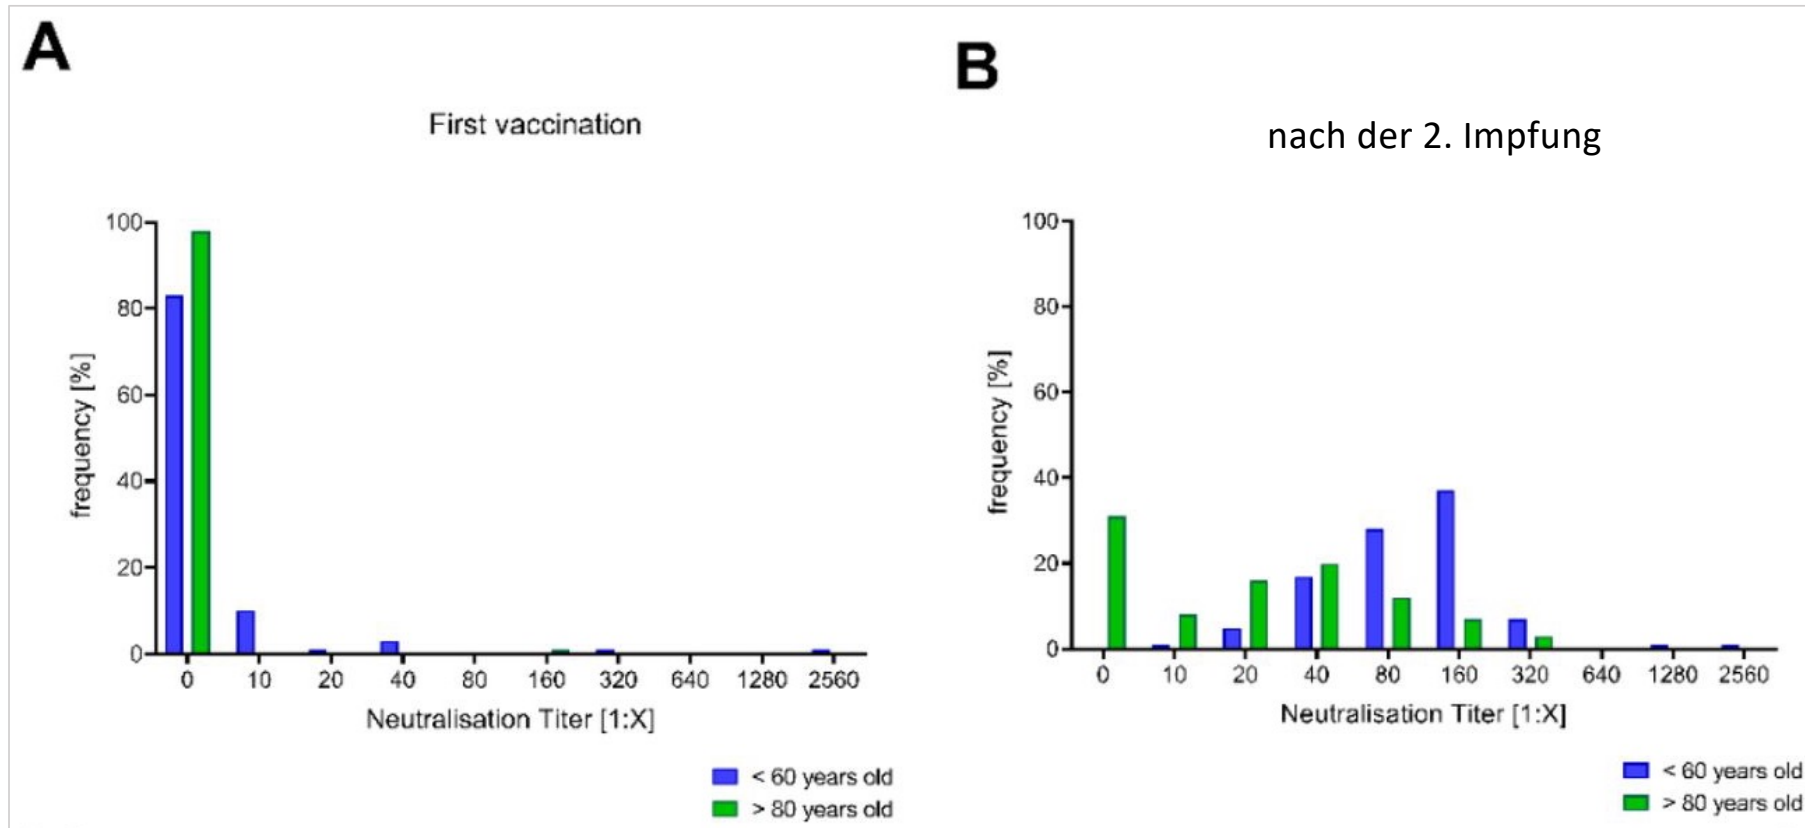 A
First vaccination
frequency [%]
100
80
60
40
20
0
0 10 20 40 80 160 320 640 1280 2560
Neutralisation Titer [1:X]
< 60 years old
> 80 years old
B
nach der 2. Impfung
frequency [%]
100
80
60
40
20
0
0 10 20 40 80 160 320 640 1280 2560
Neutralisation Titer [1:X]
< 60 years old
> 80 years old